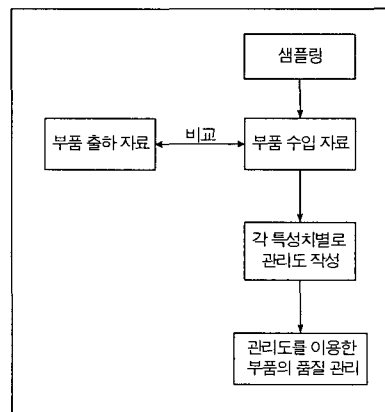 샘플링
부품 출하 자료
비교
부품 수입 자료
각 특성치별로
관리도 작성
관리도를 이용한
부품의 품질 관리